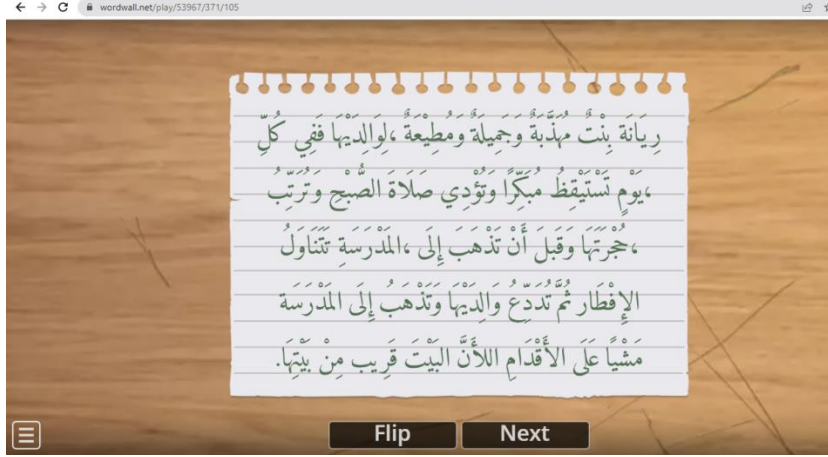 wordwall.net/play/53967/371/105
رِيَانَة بِنْتٌ مُهَذَّبَةٌ وَجَمِيلَةٌ وَمُطِيْعَةٌ ،لِوَالِدَيْهَا فَفِي كُلِّ
،يَوْمٍ تَسْتَيْقِظُ مُبَكِّرًا وَتُؤَدِي صَلَاةَ الصُّبْحِ وَتُرَتِّبُ
،حُجْرَتَهَا وقَبلَ أَنْ تَذْهَبَ إِلَى ،المَدْرَسَةِ تَتَنَاوَلُ
الإِفْطَار ثُمَّ تُدَدِّعُ وَالِدَيْهَا وَتَذْهَبُ إِلَى المَدْرَسَة
مَشْيًا عَلَى الأَقْدَامِ اللأَنَّ البَيْتَ قَرِيب مِنْ بَيْتِهَا.
Flip
Next